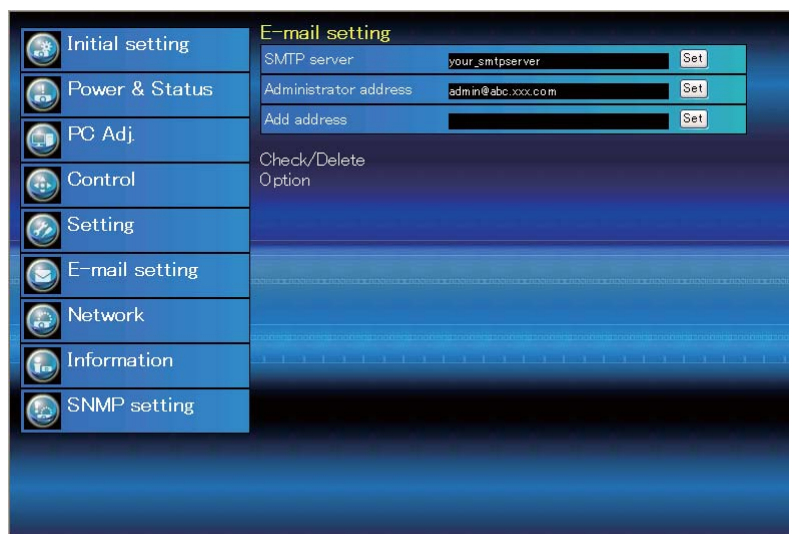 Initial setting
Power & Status
PC Adj.
Control
Setting
E-mail setting
Network
Information
SNMP setting
E-mail setting
SMTP server your_smtpserver Set
Administrator address admin@abc.xxx.com Set
Add address Set
Check/Delete
Option